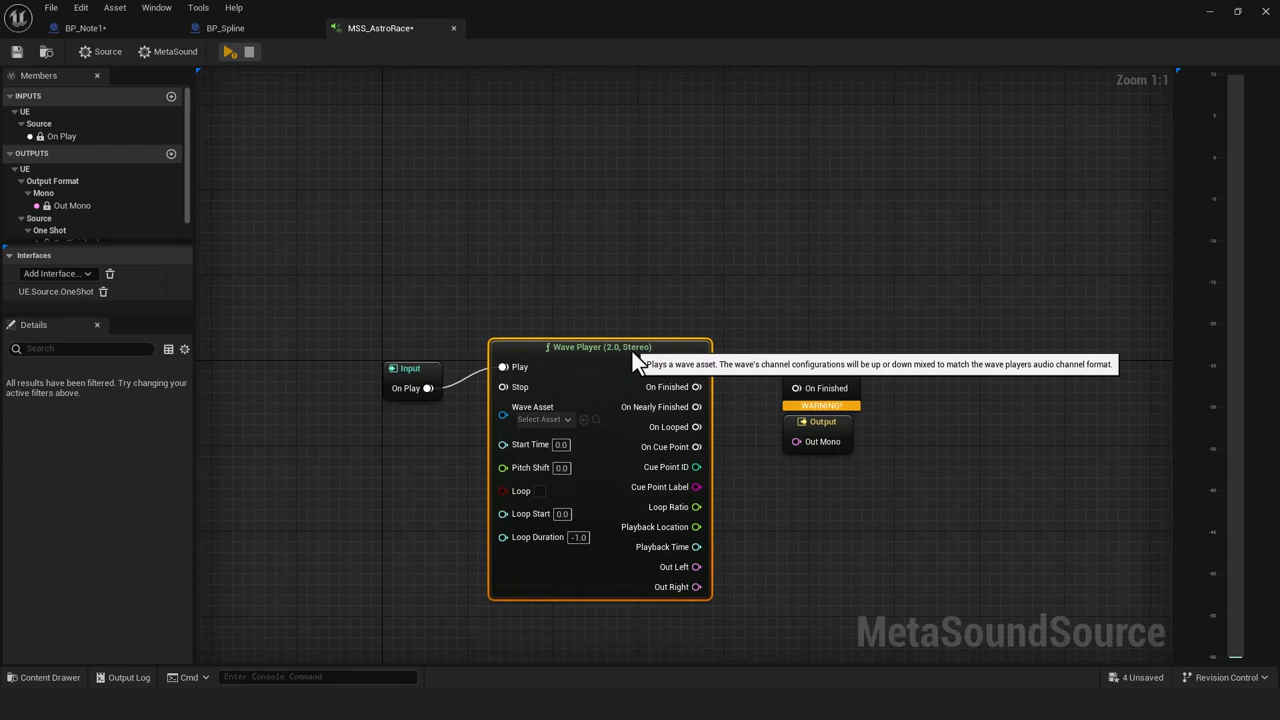 File Edit Asset Window Tools Help
BP_Note1* BP_Spline MSS_AstroRace*
Source MetaSound
Members
INPUTS
UE
Source
On Play
OUTPUTS
UE
Output Format
Mono
Out Mono
Source
One Shot
Interfaces
Add Interface...
UE.Source.OneShot
Details
Search
All results have been filtered. Try changing your
active filters above.
Zoom 1:1
Input
On Play
Wave Player (2.0, Stereo)
Plays a wave asset. The wave's channel configurations will be up or down mixed to match the wave players audio channel format.
Play
Stop On Finished
Wave Asset On Nearly Finished
Select Asset
On Looped
Start Time 0.0 On Cue Point
Pitch Shift 0.0 Cue Point ID
Loop Cue Point Label
Loop Start 0.0 Loop Ratio
Loop Duration -1.0 Playback Location
Playback Time
Out Left
Out Right
On Finished
WARNING!
Output
Out Mono
MetaSoundSource
Content Drawer Output Log Cmd Enter Console Command 4 Unsaved Revision Control